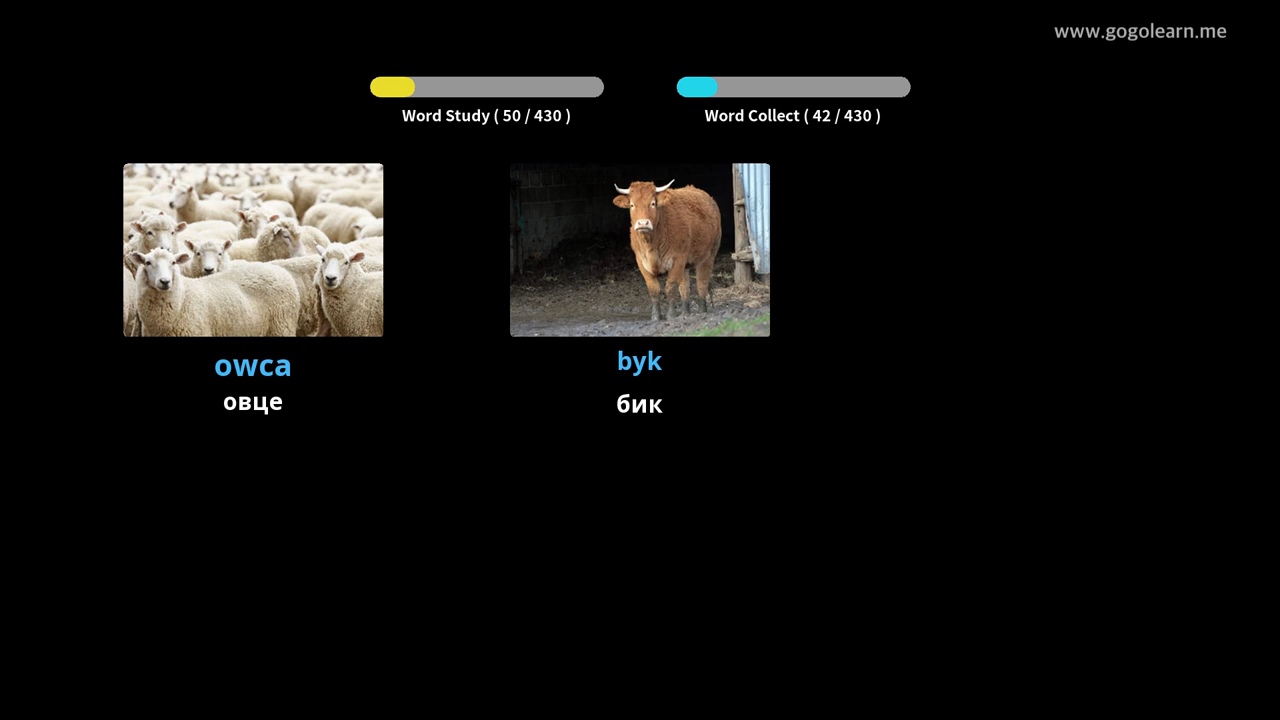 www.gogolearn.me
Word Study ( 50 / 430 )
Word Collect ( 42 / 430 )
owca
овце
byk
бик